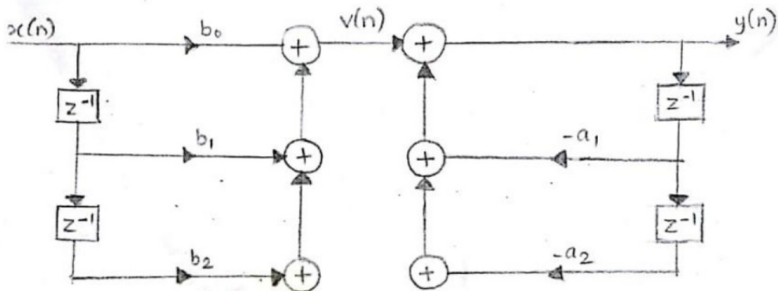 x(n) b₀ v(n) y(n)
z⁻¹ z⁻¹
b₁ -a₁
z⁻¹ z⁻¹
b₂ -a₂